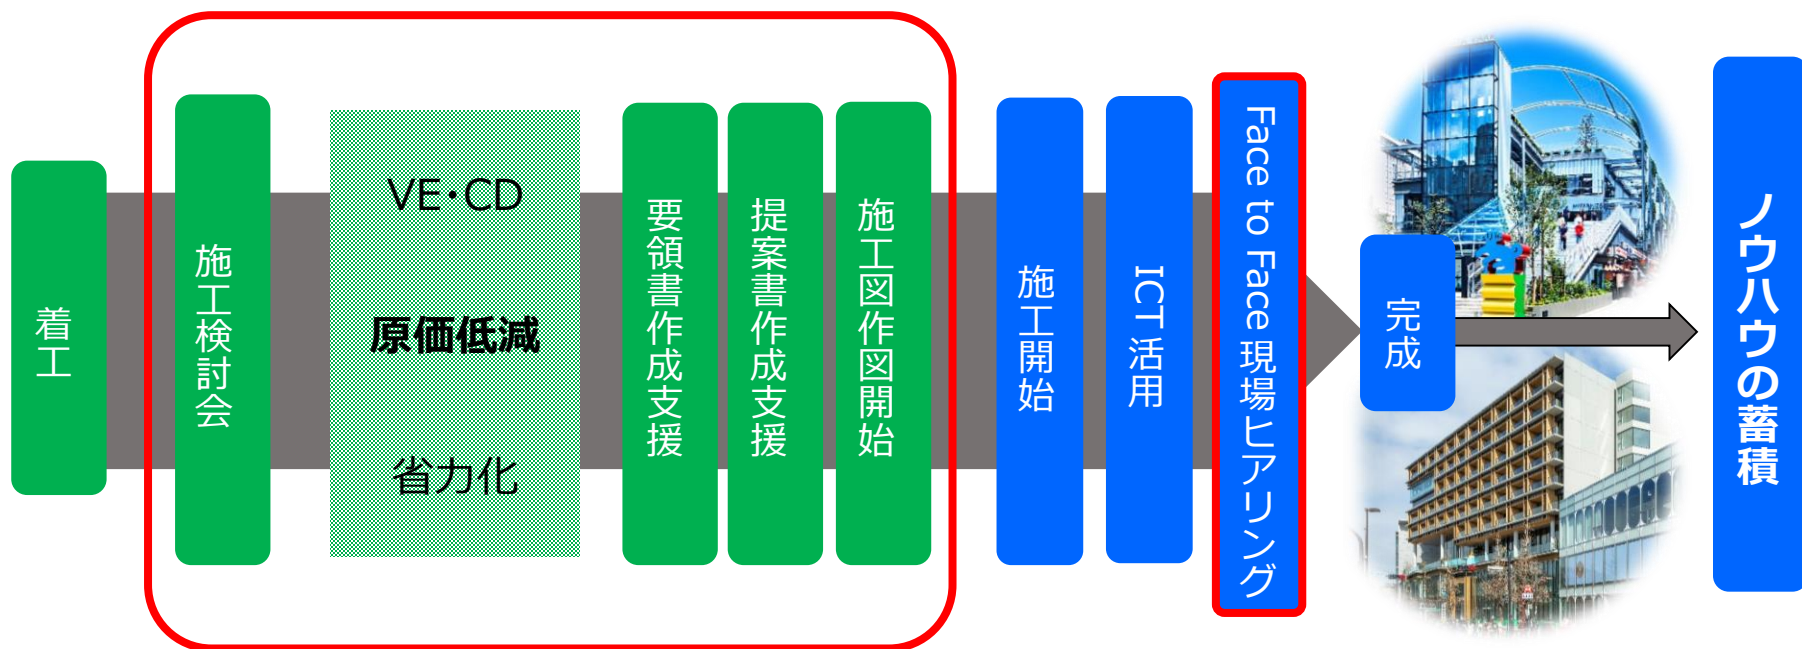 着工
施工検討会
VE・CD
原価低減
省力化
要領書作成支援
提案書作成支援
施工図作図開始
施工開始
ICT 活用
Face to Face 現場ヒアリング
完成
ノウハウの蓄積